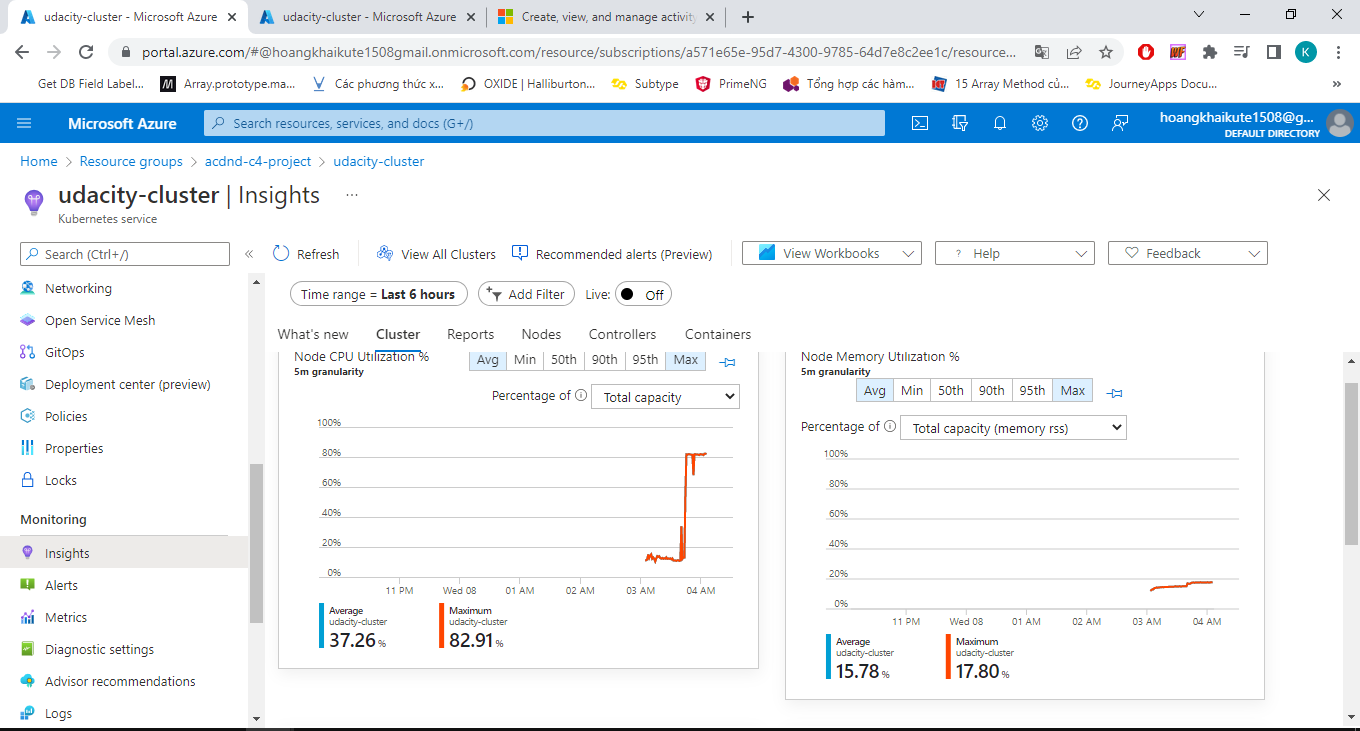 udacity-cluster - Microsoft Azure
udacity-cluster - Microsoft Azure
Create, view, and manage activity
portal.azure.com/#@hoangkhaikute1508gmail.onmicrosoft.com/resource/subscriptions/a571e65e-95d7-4300-9785-64d7e8c2ee1c/resource...
K
Get DB Field Label...
Array.prototype.ma...
Các phương thức x...
OXIDE | Halliburton...
Subtype
PrimeNG
Tổng hợp các hàm...
15 Array Method củ...
JourneyApps Docu...
»
Microsoft Azure
Search resources, services, and docs (G+/)
hoangkhaikute1508@g...
DEFAULT DIRECTORY
Home > Resource groups > acdnd-c4-project > udacity-cluster
udacity-cluster | Insights ...
Kubernetes service
Search (Ctrl+/)
«
Refresh
View All Clusters
Recommended alerts (Preview)
View Workbooks
? Help
Feedback
Networking
Open Service Mesh
GitOps
Deployment center (preview)
Policies
Properties
Locks
Monitoring
Insights
Alerts
Metrics
Diagnostic settings
Advisor recommendations
Logs
Time range = Last 6 hours
Add Filter
Live: Off
What's new Cluster Reports Nodes Controllers Containers
Node CPU Utilization %
5m granularity
Avg Min 50th 90th 95th Max
Percentage of Total capacity
100%
80%
60%
40%
20%
0%
11 PM Wed 08 01 AM 02 AM 03 AM 04 AM
Average
udacity-cluster
37.26 %
Maximum
udacity-cluster
82.91 %
Node Memory Utilization %
5m granularity
Avg Min 50th 90th 95th Max
Percentage of Total capacity (memory rss)
100%
80%
60%
40%
20%
0%
11 PM Wed 08 01 AM 02 AM 03 AM 04 AM
Average
udacity-cluster
15.78 %
Maximum
udacity-cluster
17.80 %